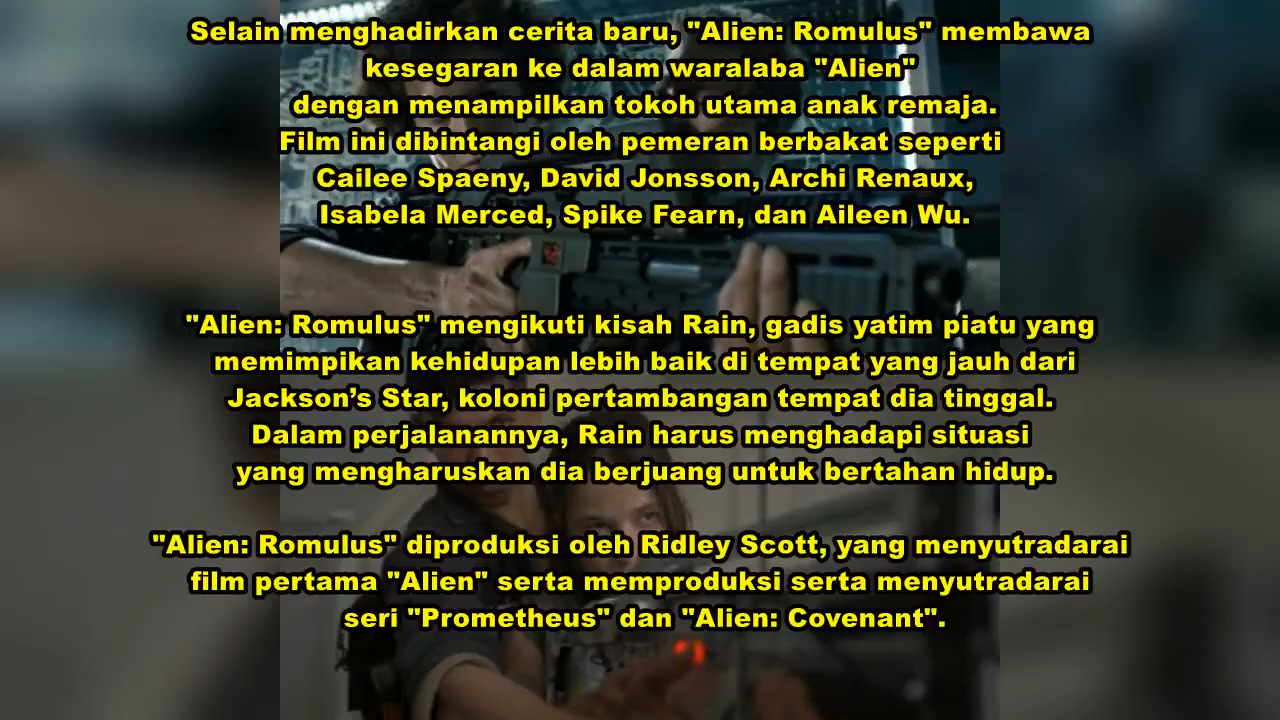 Selain menghadirkan cerita baru, "Alien: Romulus" membawa
kesegaran ke dalam waralaba "Alien"
dengan menampilkan tokoh utama anak remaja.
Film ini dibintangi oleh pemeran berbakat seperti
Cailee Spaeny, David Jonsson, Archi Renaux,
Isabela Merced, Spike Fearn, dan Aileen Wu.
"Alien: Romulus" mengikuti kisah Rain, gadis yatim piatu yang
memimpikan kehidupan lebih baik di tempat yang jauh dari
Jackson’s Star, koloni pertambangan tempat dia tinggal.
Dalam perjalanannya, Rain harus menghadapi situasi
yang mengharuskan dia berjuang untuk bertahan hidup.
"Alien: Romulus" diproduksi oleh Ridley Scott, yang menyutradarai
film pertama "Alien" serta memproduksi serta menyutradarai
seri "Prometheus" dan "Alien: Covenant".